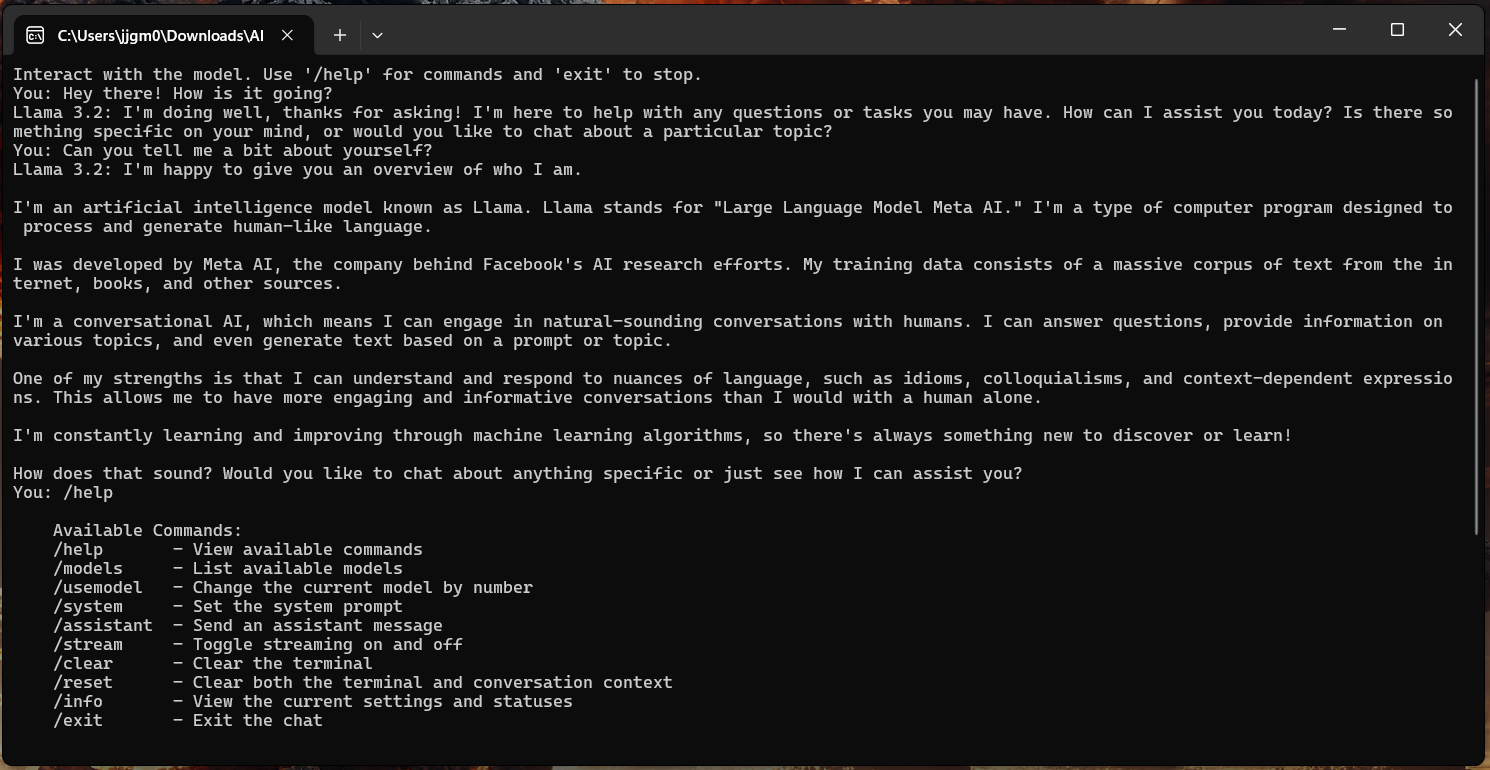 C:\Users\jjgm0\Downloads\AI
Interact with the model. Use '/help' for commands and 'exit' to stop.
You: Hey there! How is it going?
Llama 3.2: I'm doing well, thanks for asking! I'm here to help with any questions or tasks you may have. How can I assist you today? Is there so
mething specific on your mind, or would you like to chat about a particular topic?
You: Can you tell me a bit about yourself?
Llama 3.2: I'm happy to give you an overview of who I am.
I'm an artificial intelligence model known as Llama. Llama stands for "Large Language Model Meta AI." I'm a type of computer program designed to
process and generate human-like language.
I was developed by Meta AI, the company behind Facebook's AI research efforts. My training data consists of a massive corpus of text from the in
ternet, books, and other sources.
I'm a conversational AI, which means I can engage in natural-sounding conversations with humans. I can answer questions, provide information on
various topics, and even generate text based on a prompt or topic.
One of my strengths is that I can understand and respond to nuances of language, such as idioms, colloquialisms, and context-dependent expressio
ns. This allows me to have more engaging and informative conversations than I would with a human alone.
I'm constantly learning and improving through machine learning algorithms, so there's always something new to discover or learn!
How does that sound? Would you like to chat about anything specific or just see how I can assist you?
You: /help
Available Commands:
/help - View available commands
/models - List available models
/usemodel - Change the current model by number
/system - Set the system prompt
/assistant - Send an assistant message
/stream - Toggle streaming on and off
/clear - Clear the terminal
/reset - Clear both the terminal and conversation context
/info - View the current settings and statuses
/exit - Exit the chat